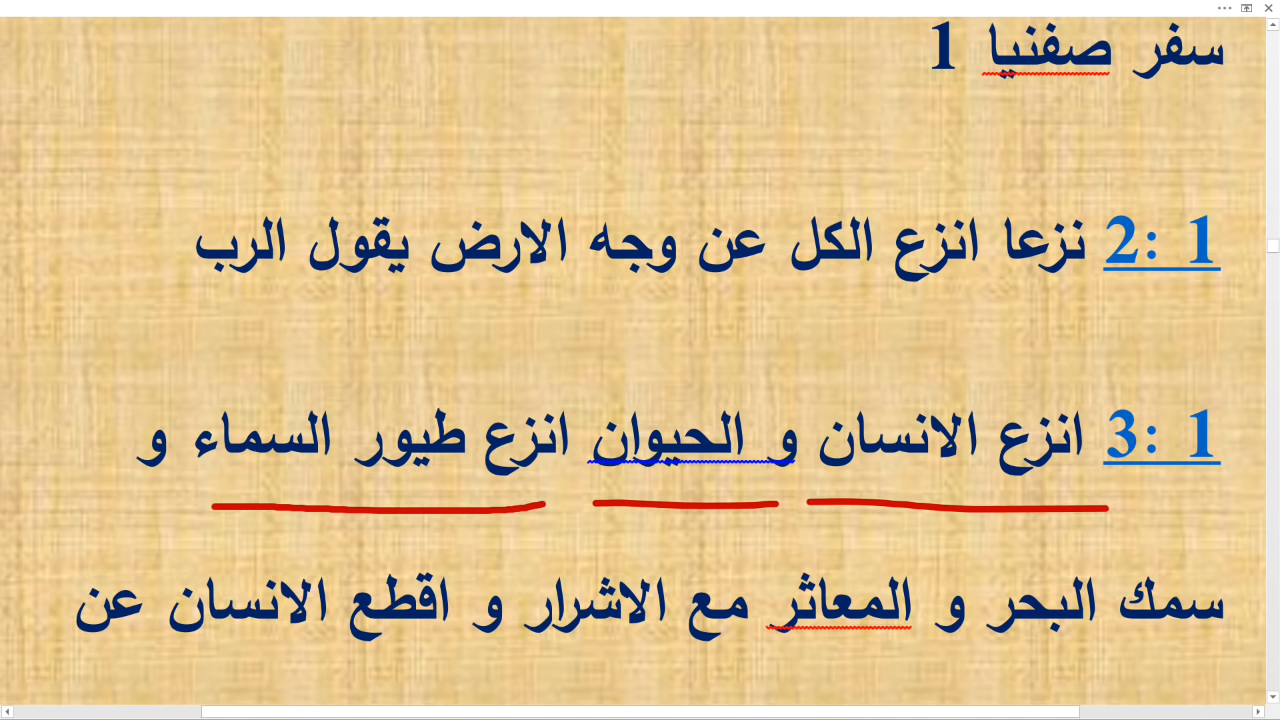 سفر صفنيا 1
1 :2 نزعا انزع الكل عن وجه الارض يقول الرب
1 :3 انزع الانسان و الحيوان انزع طيور السماء و
سمك البحر و المعاثر مع الاشرار و اقطع الانسان عن